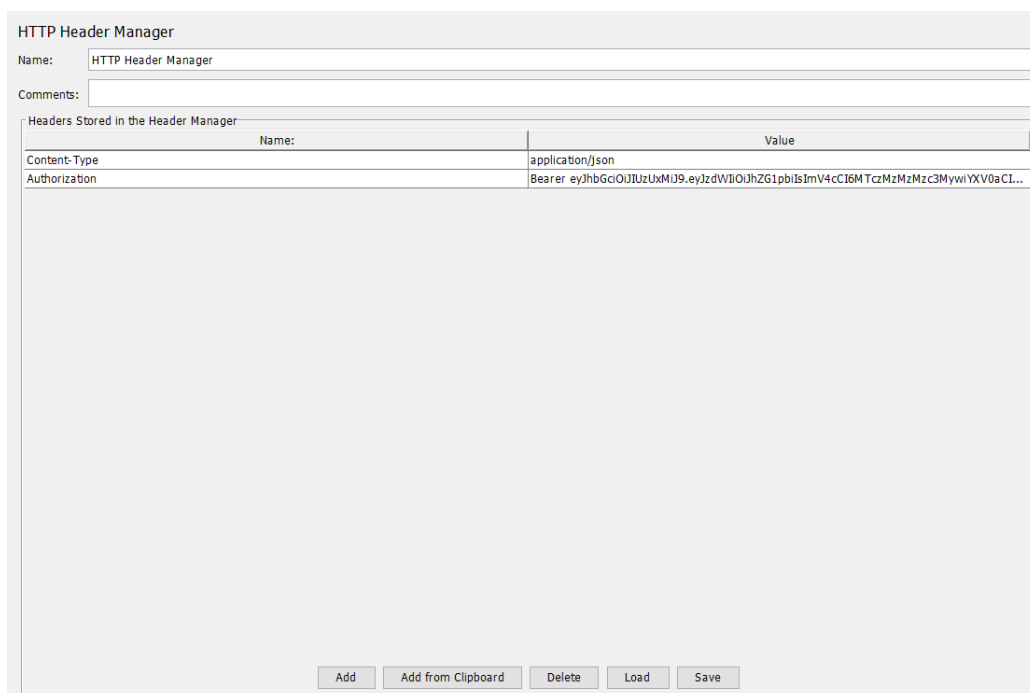 HTTP Header Manager
Name: HTTP Header Manager
Comments:
Headers Stored in the Header Manager
Name: Value
Content-Type application/json
Authorization Bearer eyJhbGciOiJIUzUxMiJ9.eyJzdWIiOiJhZG1pbiIsImV4cCI6MTczMzMzMzc3MywiYXV0aCI...
Add Add from Clipboard Delete Load Save